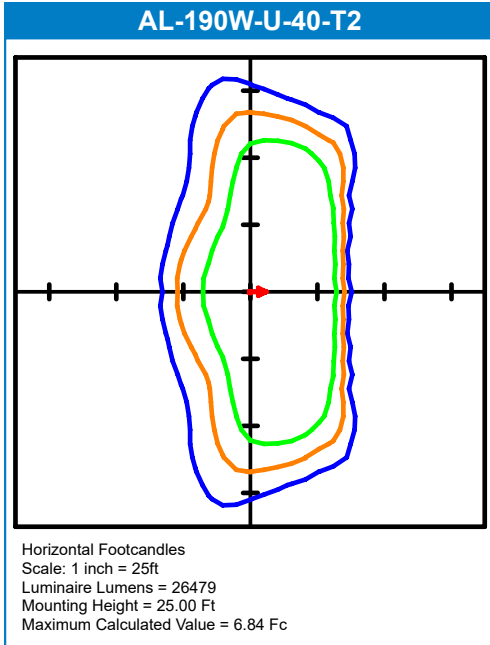 AL-190W-U-40-T2
Horizontal Footcandles
Scale: 1 inch = 25ft
Luminaire Lumens = 26479
Mounting Height = 25.00 Ft
Maximum Calculated Value = 6.84 Fc